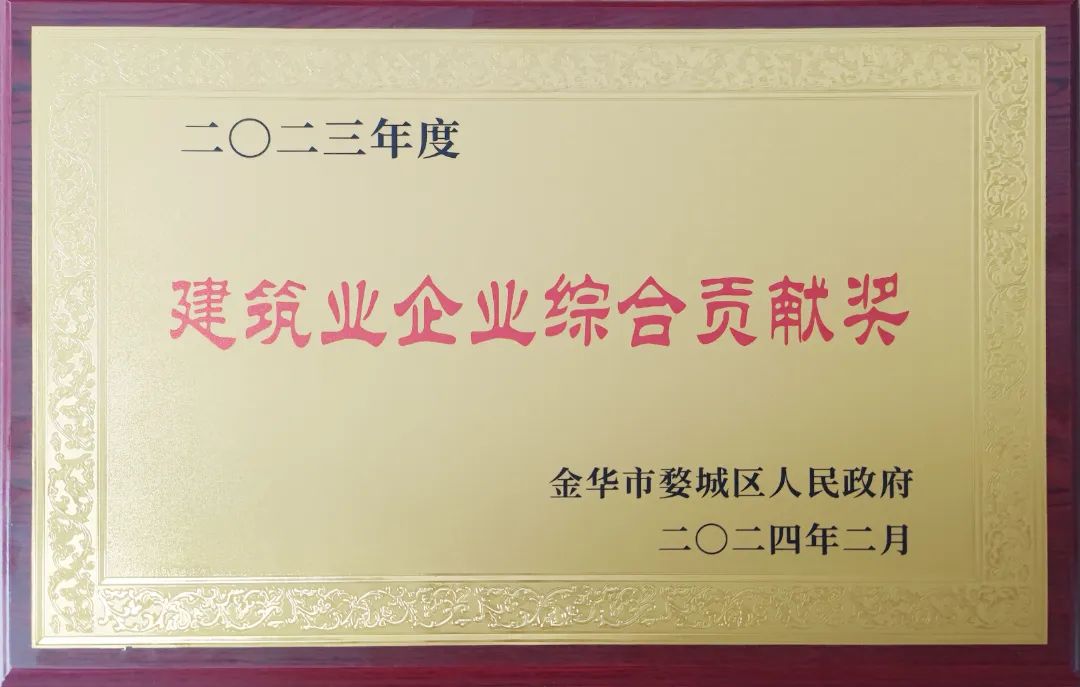 二〇二三年度
建筑业企业综合贡献奖
金华市婺城区人民政府
二〇二四年二月